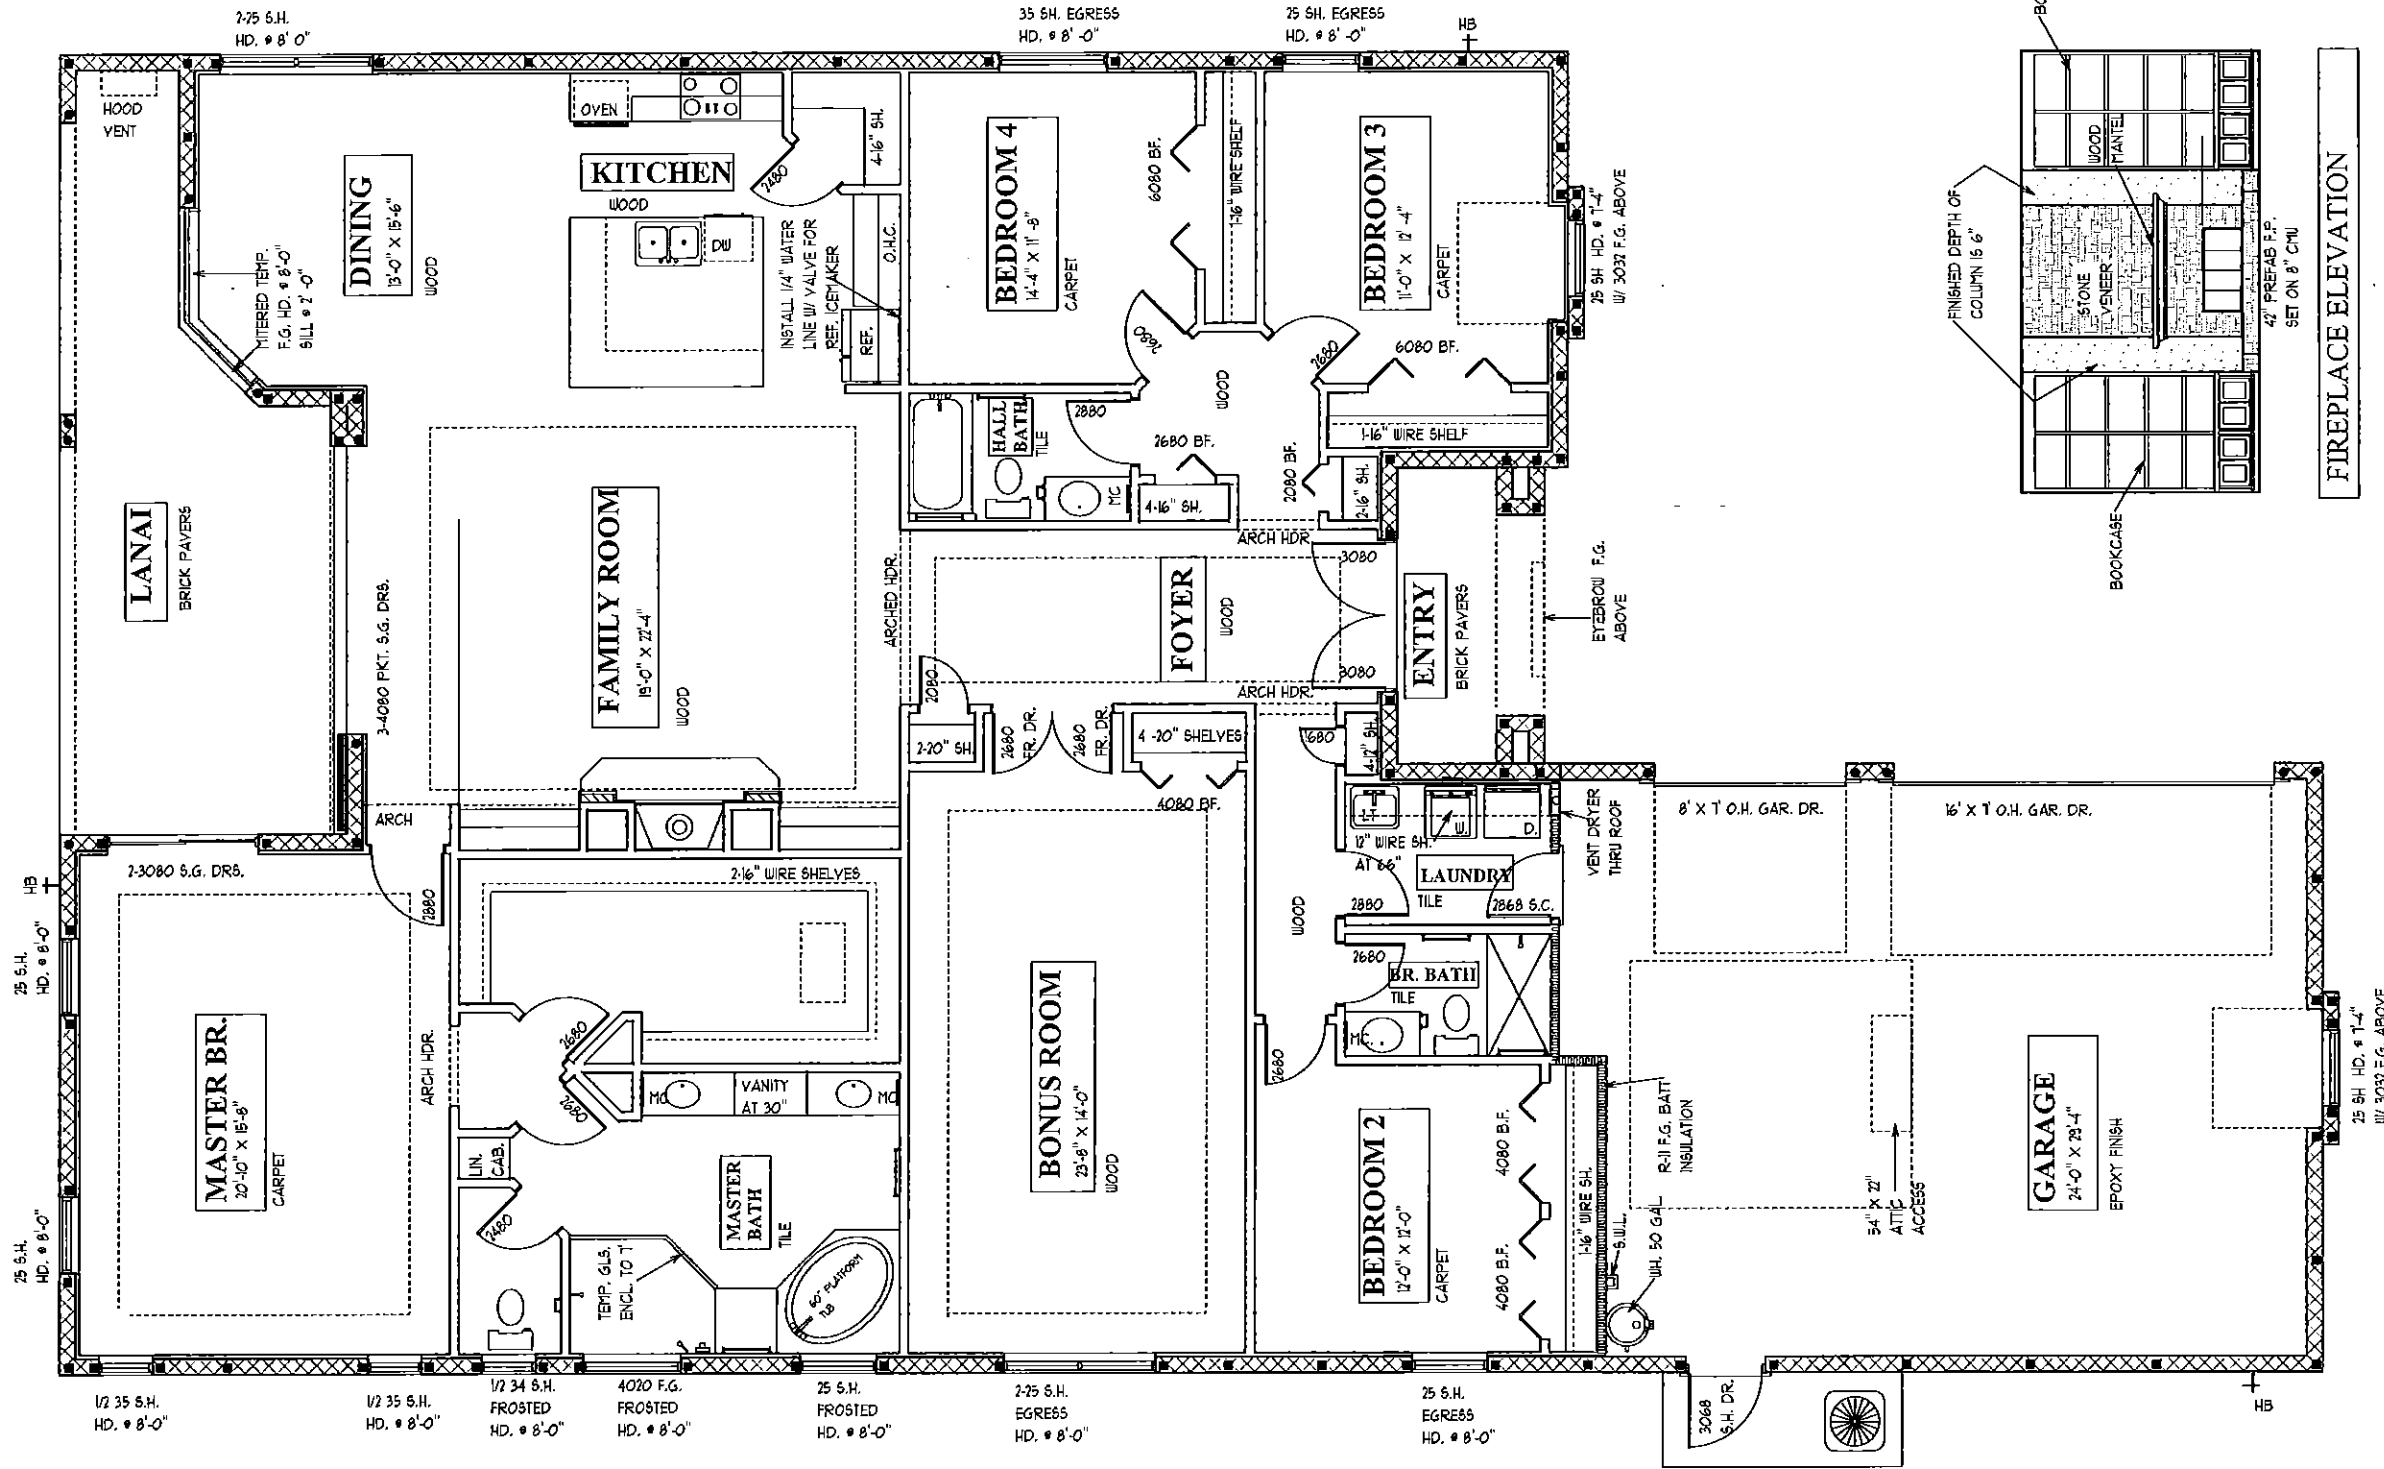 2-25 S.H.
HD. @ 8' 0"
35 SH. EGRESS
HD. @ 8'-0"
25 SH. EGRESS
HD. @ 8'-0"
HB
HOOD
VENT
OVEN
4-16" SH.
2480
KITCHEN
WOOD
DW
DINING
13'-0" X 15'-6"
WOOD
MITERED TEMP.
F.G. HD. @ 8'-0"
SILL @ 2'-0"
INSTALL 1/4" WATER
LINE W/ VALVE FOR
REF. ICEMAKER
O.H.C.
REF.
BEDROOM 4
14'-4" X 11'-8"
CARPET
6080 BF.
1-16" WIRE SHELF
2680
BEDROOM 3
11'-0" X 12'-4"
CARPET
25 SH HD. @ 7'-4"
W/ 3032 F.G. ABOVE
2680
6080 BF.
1-16" WIRE SHELF
WOOD
HALL
BATH
TILE
2880
MC
2680 BF.
4-16" SH.
2080 BF.
2-16" SH.
LANAI
BRICK PAVERS
3-4080 PKT. S.G. DRS.
FAMILY ROOM
19'-0" X 22'-4"
WOOD
ARCHED HDR.
ARCH HDR.
FOYER
WOOD
ARCH HDR.
3080
3080
ENTRY
BRICK PAVERS
EYEBROW F.G.
ABOVE
2080
2-20" SH.
2680
FR. DR.
2680
FR. DR.
4 -20" SHELVES
4080 BF.
1680
4-12" SH.
ARCH
2-3080 S.G. DRS.
2880
HB
25 S.H.
HD. @ 8'-0"
25 S.H.
HD. @ 8'-0"
MASTER BR.
20'-10" X 15'-8"
CARPET
ARCH HDR.
2-16" WIRE SHELVES
2680
2680
MC
VANITY
AT 30"
MC
LIN.
CAB.
2480
MASTER
BATH
TILE
TEMP. GLS.
ENCL. TO 7'
60" PLATFORM
TUB
BONUS ROOM
23'-8" X 14'-0"
WOOD
WOOD
W.
D.
12" WIRE SH.
AT 66"
LAUNDRY
TILE
2880
2868 S.C.
VENT DRYER
THRU ROOF
2680
BR. BATH
TILE
MC.
2680
BEDROOM 2
12'-0" X 12'-0"
CARPET
4080 B.F.
4080 B.F.
1-16" WIRE SH.
R-11 F.G. BATT
INSULATION
S.W.L.
WH. 50 GAL
8' X 7' O.H. GAR. DR.
16' X 7' O.H. GAR. DR.
54" X 22"
ATTIC
ACCESS
GARAGE
24'-0" X 29'-4"
EPOXY FINISH
25 SH HD. @ 7'-4"
W/ 3032 F.G. ABOVE
1/2 35 S.H.
HD. @ 8'-0"
1/2 35 S.H.
HD. @ 8'-0"
1/2 34 S.H.
FROSTED
HD. @ 8'-0"
4020 F.G.
FROSTED
HD. @ 8'-0"
25 S.H.
FROSTED
HD. @ 8'-0"
2-25 S.H.
EGRESS
HD. @ 8'-0"
25 S.H.
EGRESS
HD. @ 8'-0"
3068
S.H. DR.
HB
FINISHED DEPTH OF
COLUMN IS 6"
WOOD
MANTEL
STONE
VENEER
42" PREFAB F.P.
SET ON 8" CMU
BOOKCASE
FIREPLACE ELEVATION